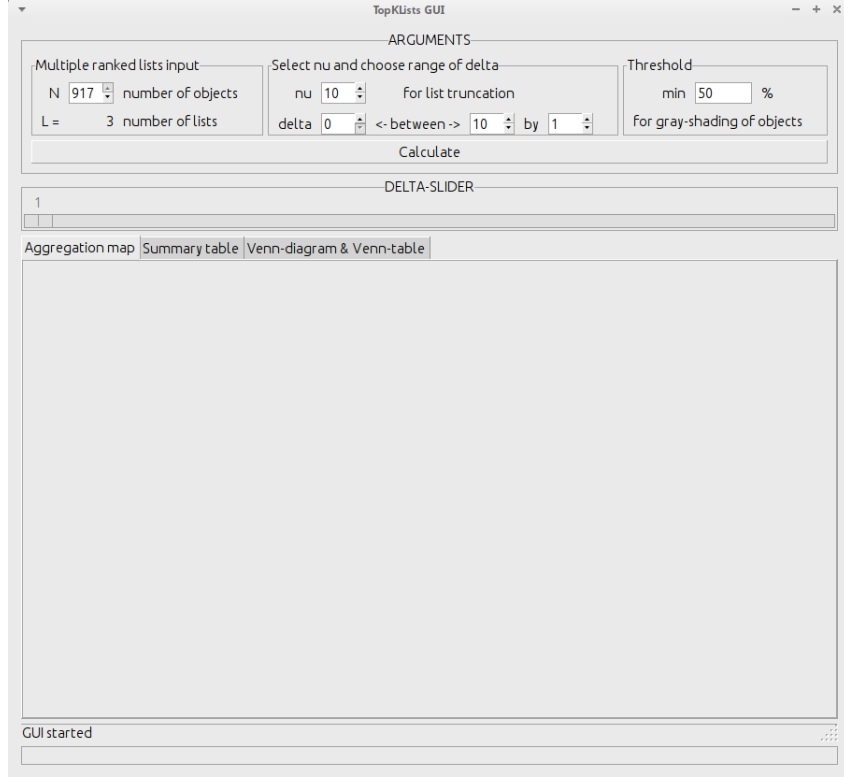 TopKLists GUI
ARGUMENTS
Multiple ranked lists input
N 917 number of objects
L = 3 number of lists
Select nu and choose range of delta
nu 10 for list truncation
delta 0 <- between -> 10 by 1
Threshold
min 50 %
for gray-shading of objects
Calculate
DELTA-SLIDER
1
Aggregation map Summary table Venn-diagram & Venn-table
GUI started